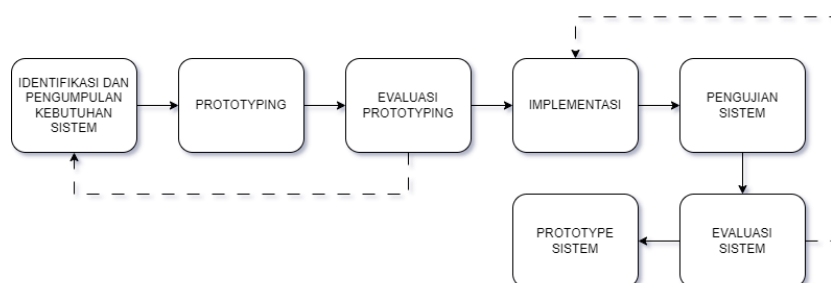 IDENTIFIKASI DAN
PENGUMPULAN
KEBUTUHAN
SISTEM
PROTOTYPING
EVALUASI
PROTOTYPING
IMPLEMENTASI
PENGUJIAN
SISTEM
PROTOTYPE
SISTEM
EVALUASI
SISTEM